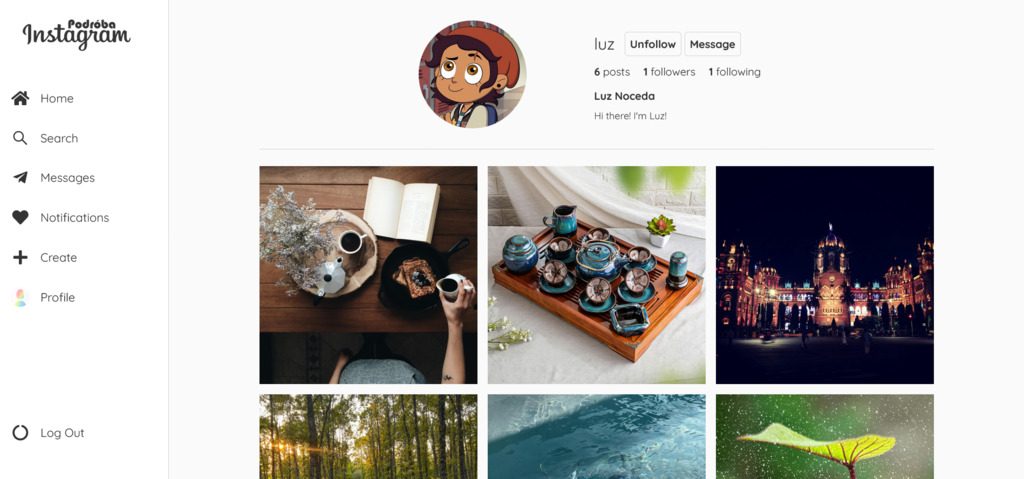 Podróba
Instagram
Home
Search
Messages
Notifications
Create
Profile
Log Out
luz Unfollow Message
6 posts 1 followers 1 following
Luz Noceda
Hi there! I'm Luz!